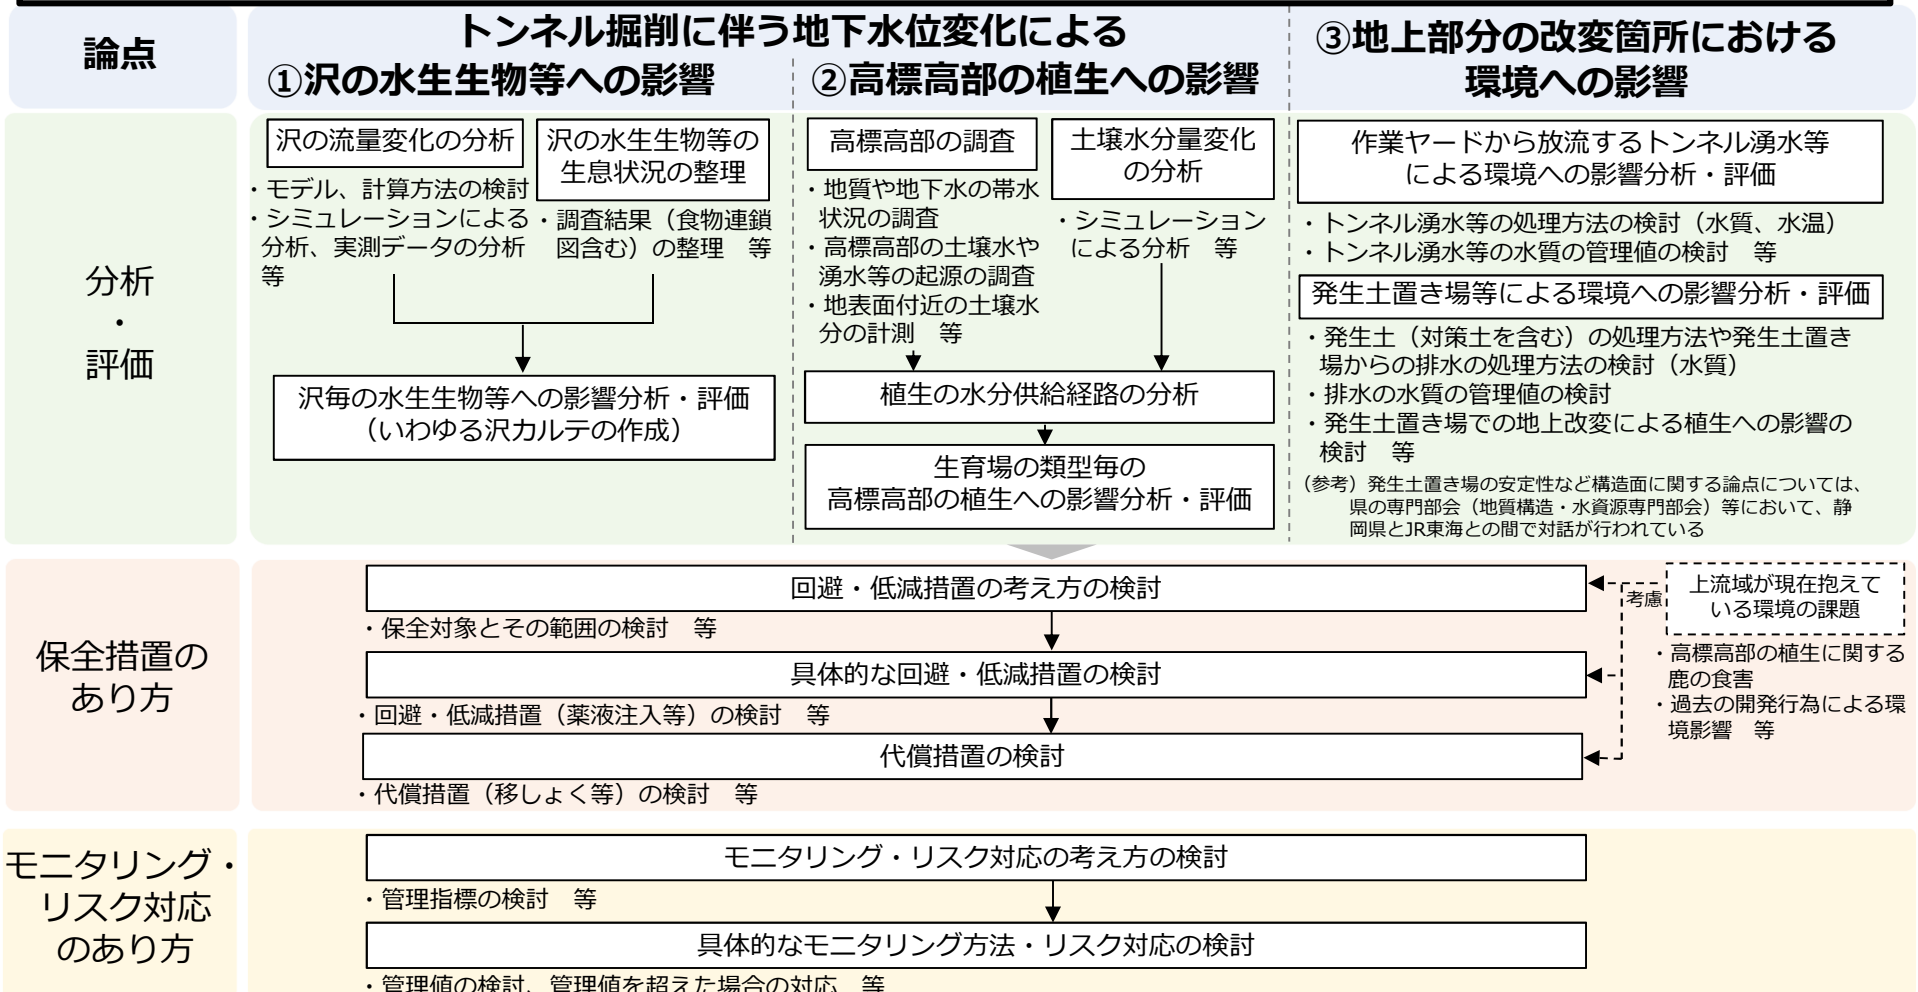 論点
トンネル掘削に伴う地下水位変化による
①沢の水生生物等への影響
②高標高部の植生への影響
③地上部分の改変箇所における
環境への影響
分析
・
評価
沢の流量変化の分析
・モデル、計算方法の検討
・シミュレーションによる
分析、実測データの分析
等
沢の水生生物等の
生息状況の整理
・調査結果（食物連鎖
図含む）の整理　等
沢毎の水生生物等への影響分析・評価
（いわゆる沢カルテの作成）
高標高部の調査
・地質や地下水の帯水
状況の調査
・高標高部の土壌水や
湧水等の起源の調査
・地表面付近の土壌水
分の計測　等
土壌水分量変化
の分析
・シミュレーション
による分析　等
植生の水分供給経路の分析
生育場の類型毎の
高標高部の植生への影響分析・評価
作業ヤードから放流するトンネル湧水等
による環境への影響分析・評価
・トンネル湧水等の処理方法の検討（水質、水温）
・トンネル湧水等の水質の管理値の検討　等
発生土置き場等による環境への影響分析・評価
・発生土（対策土を含む）の処理方法や発生土置き
場からの排水の処理方法の検討（水質）
・排水の水質の管理値の検討
・発生土置き場での地上改変による植生への影響の
検討　等
（参考）発生土置き場の安定性など構造面に関する論点については、
県の専門部会（地質構造・水資源専門部会）等において、静
岡県とJR東海との間で対話が行われている
保全措置の
あり方
回避・低減措置の考え方の検討
・保全対象とその範囲の検討　等
具体的な回避・低減措置の検討
・回避・低減措置（薬液注入等）の検討　等
代償措置の検討
・代償措置（移しょく等）の検討　等
考慮
上流域が現在抱えて
いる環境の課題
・高標高部の植生に関する
鹿の食害
・過去の開発行為による環
境影響　等
モニタリング・
リスク対応
のあり方
モニタリング・リスク対応の考え方の検討
・管理指標の検討　等
具体的なモニタリング方法・リスク対応の検討
・管理値の検討、管理値を超えた場合の対応　等